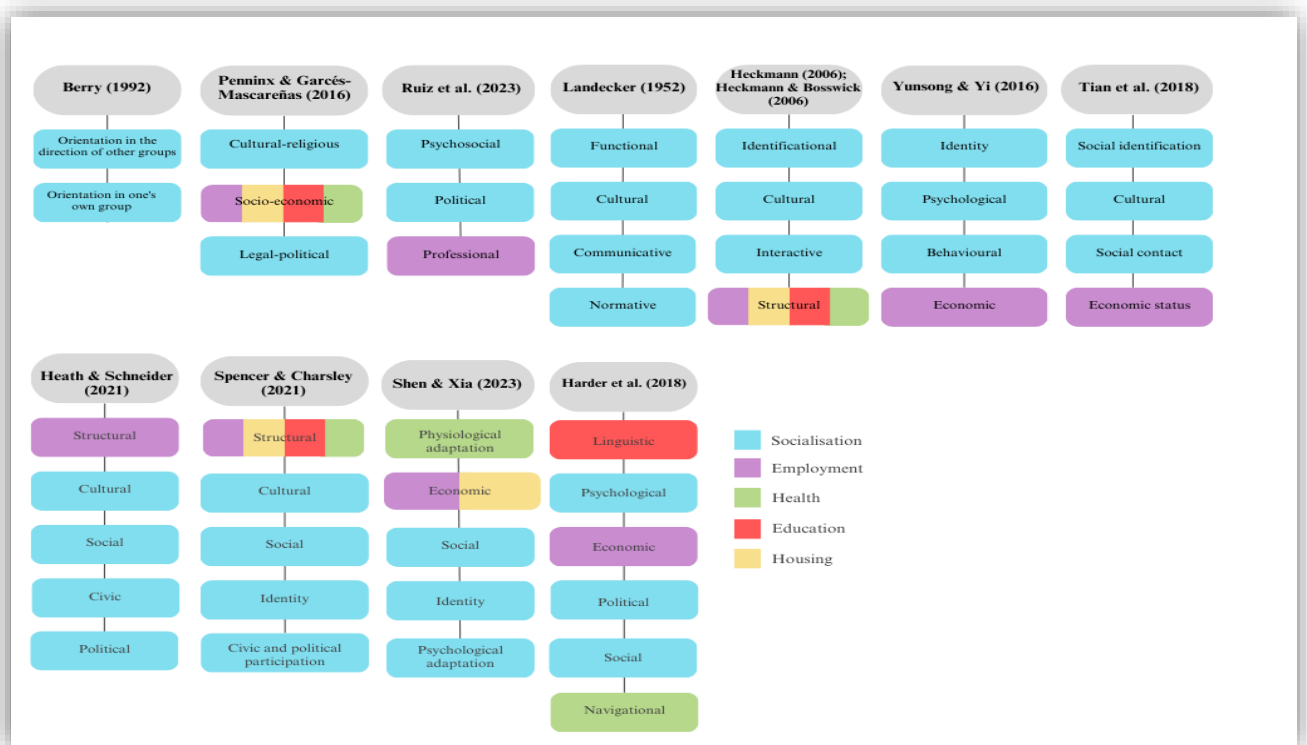 Berry (1992)
Orientation in the
direction of other groups
Orientation in one's
own group
Penninx & Garcés-
Mascareñas (2016)
Cultural-religious
Socio-economic
Legal-political
Ruiz et al. (2023)
Psychosocial
Political
Professional
Landecker (1952)
Functional
Cultural
Communicative
Normative
Heckmann (2006);
Heckmann & Bosswick
(2006)
Identificational
Cultural
Interactive
Structural
Yunsong & Yi (2016)
Identity
Psychological
Behavioural
Economic
Tian et al. (2018)
Social identification
Cultural
Social contact
Economic status
Heath & Schneider
(2021)
Structural
Cultural
Social
Civic
Political
Spencer & Charsley
(2021)
Structural
Cultural
Social
Identity
Civic and political
participation
Shen & Xia (2023)
Physiological
adaptation
Economic
Social
Identity
Psychological
adaptation
Harder et al. (2018)
Linguistic
Psychological
Economic
Political
Social
Navigational
Socialisation
Employment
Health
Education
Housing